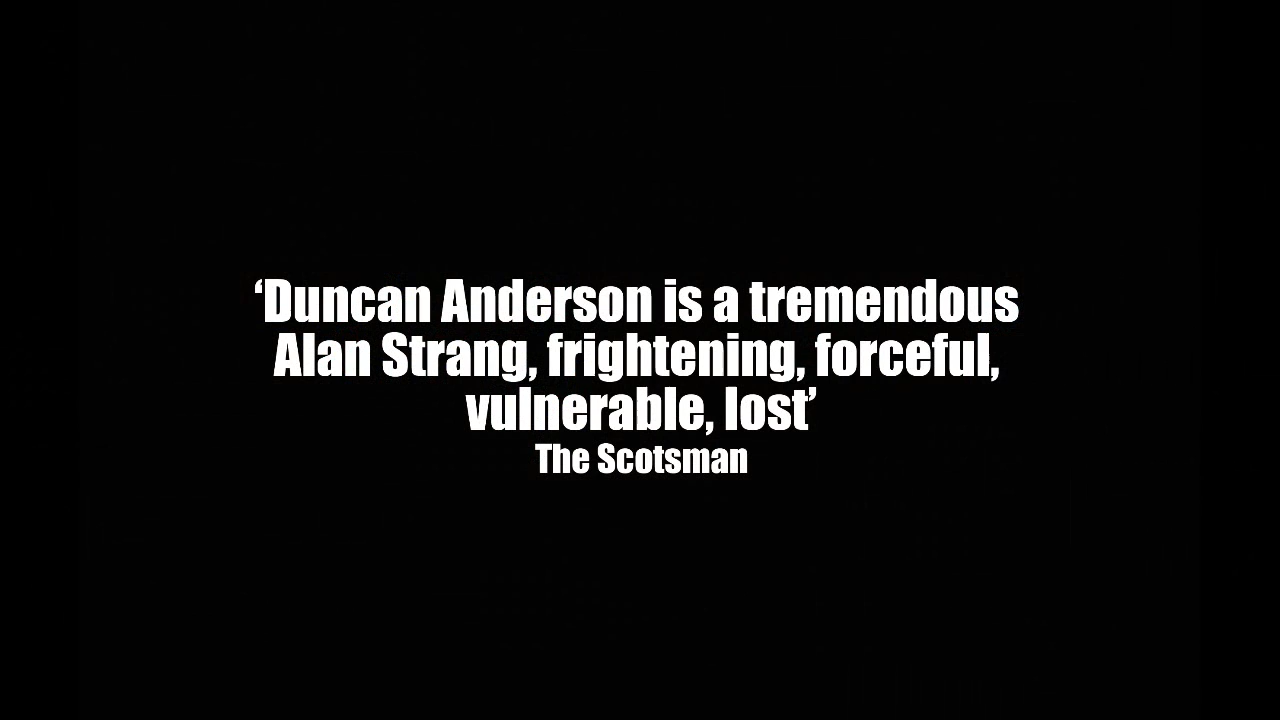 ‘Duncan Anderson is a tremendous
Alan Strang, frightening, forceful,
vulnerable, lost’
The Scotsman